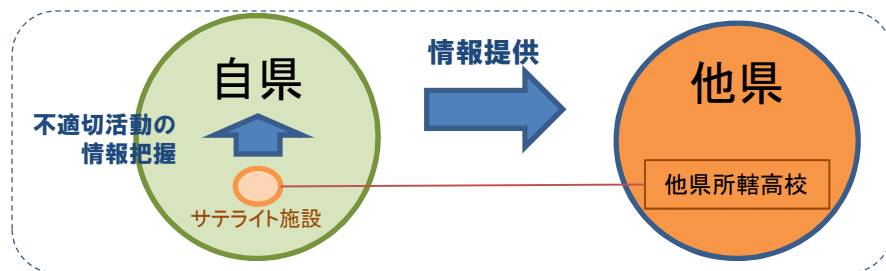 自県
情報提供
他県
不適切活動の
情報把握
サテライト施設
他県所轄高校